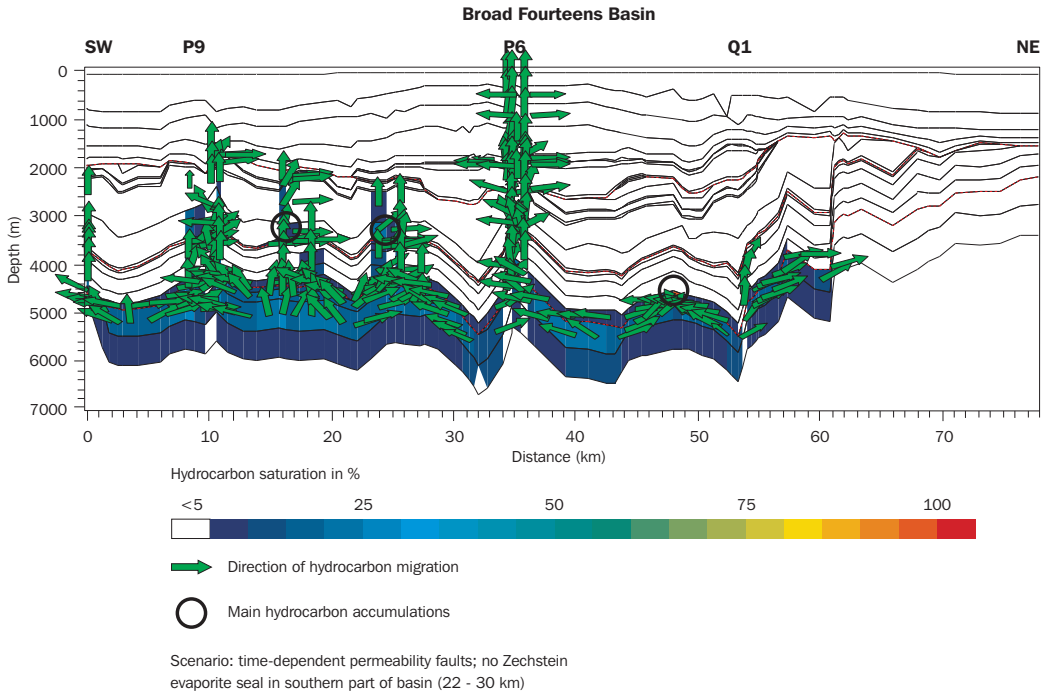 Broad Fourteens Basin
SW P9 P6 Q1 NE
0
1000
2000
3000
4000
5000
6000
7000
Depth (m)
0 10 20 30 40 50 60 70
Distance (km)
Hydrocarbon saturation in %
<5 25 50 75 100
Direction of hydrocarbon migration
Main hydrocarbon accumulations
Scenario: time-dependent permeability faults; no Zechstein
evaporite seal in southern part of basin (22 - 30 km)